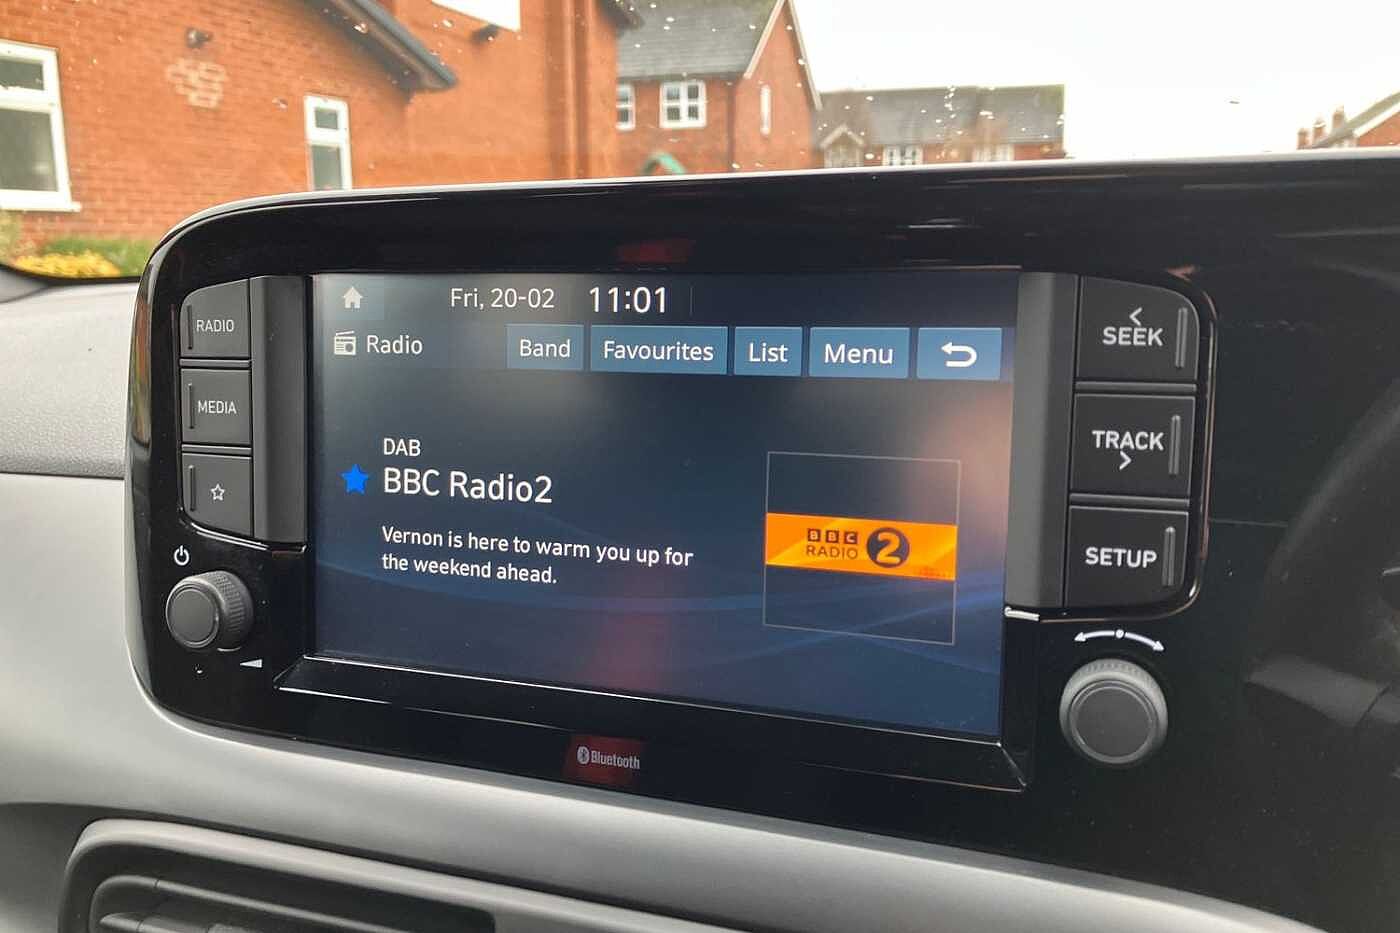 Fri, 20-02 11:01
Radio Band Favourites List Menu
RADIO
MEDIA
DAB
BBC Radio2
Vernon is here to warm you up for
the weekend ahead.
BBC
RADIO 2
< SEEK
TRACK >
SETUP
Bluetooth